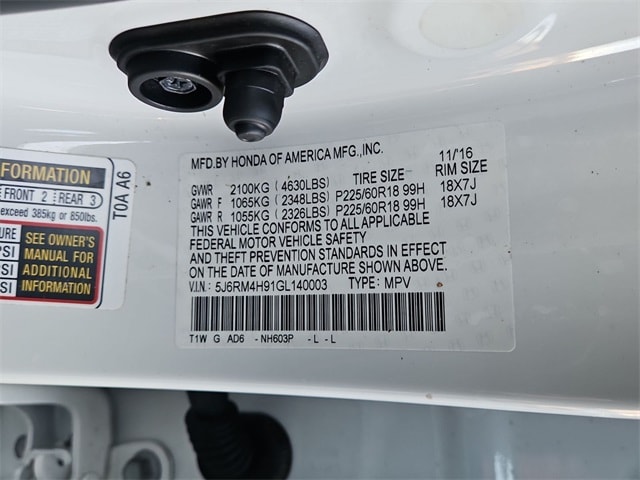 MFD.BY HONDA OF AMERICA MFG.,INC. 11/16
TIRE SIZE RIM SIZE
GVWR 2100KG (4630LBS)
GAWR F 1065KG (2348LBS) P225/60R18 99H 18X7J
GAWR R 1055KG (2326LBS) P225/60R18 99H 18X7J
THIS VEHICLE CONFORMS TO ALL APPLICABLE
FEDERAL MOTOR VEHICLE SAFETY
AND THEFT PREVENTION STANDARDS IN EFFECT
ON THE DATE OF MANUFACTURE SHOWN ABOVE.
V.I.N.: 5J6RM4H91GL140003 TYPE: MPV
T1W G AD6 -NH603P -L -L
FORMATION
FRONT 2 REAR 3
exceed 385kg or 850lbs.
T0A A6
URE
PSI
PSI
PSI
SEE OWNER'S
MANUAL FOR
ADDITIONAL
INFORMATION